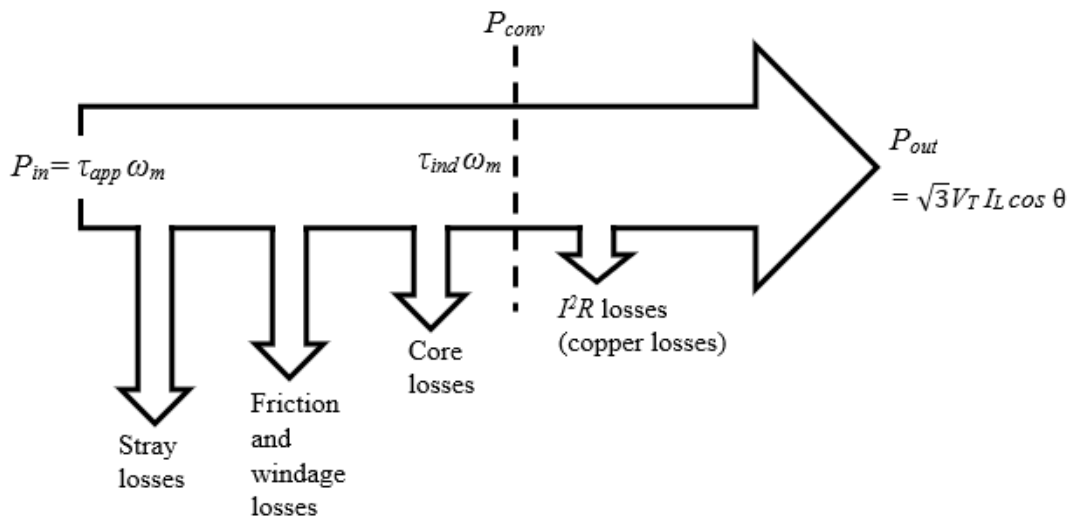 P_conv
P_in = τ_app ω_m
τ_ind ω_m
P_out
= √3 V_T I_L cos θ
I²R losses
(copper losses)
Core
losses
Friction
and
windage
losses
Stray
losses